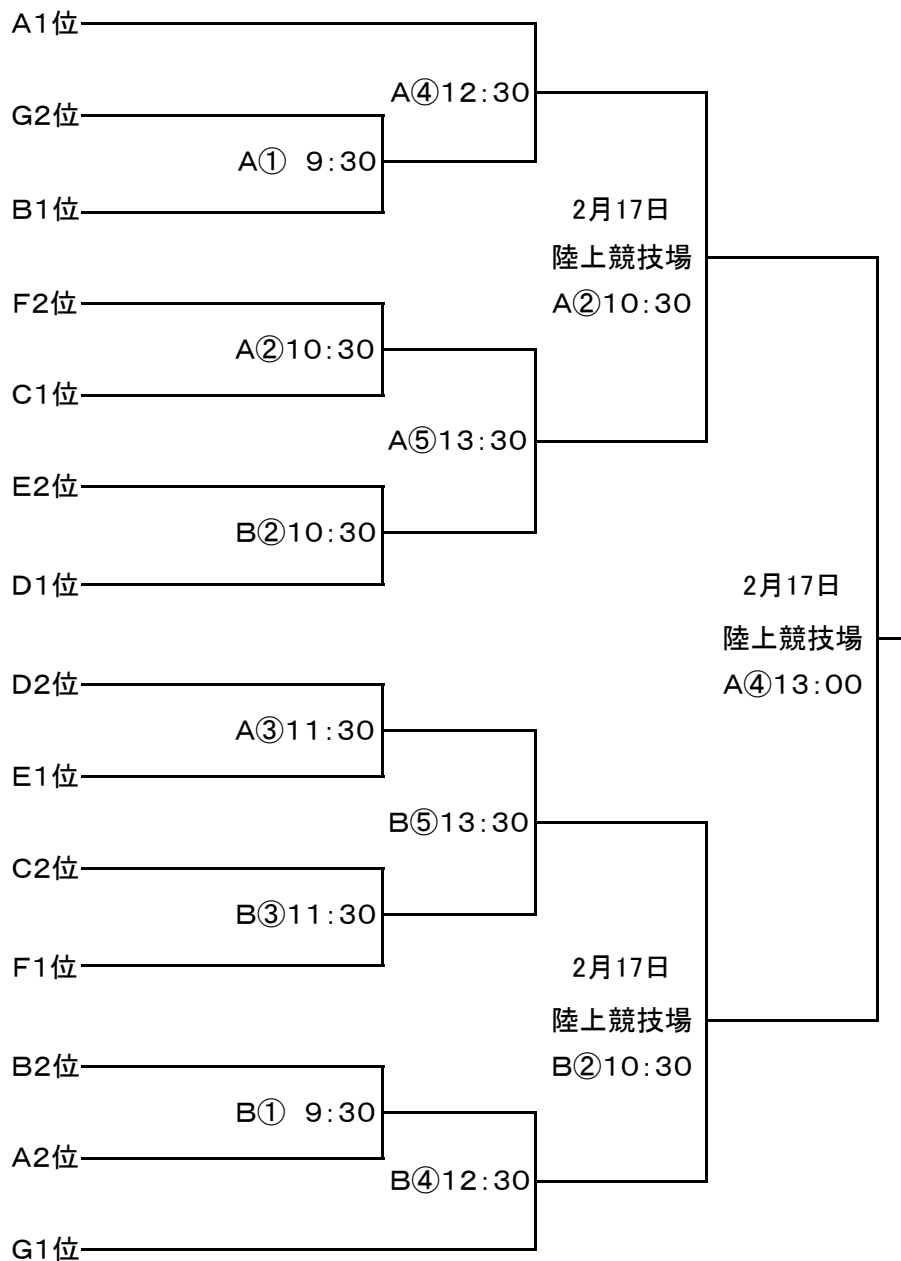 A1位
A④12:30
G2位
A① 9:30
B1位
2月17日
陸上競技場
A②10:30
F2位
A②10:30
C1位
A⑤13:30
E2位
B②10:30
D1位
2月17日
陸上競技場
A④13:00
D2位
A③11:30
E1位
B⑤13:30
C2位
B③11:30
F1位
2月17日
陸上競技場
B②10:30
B2位
B① 9:30
A2位
B④12:30
G1位